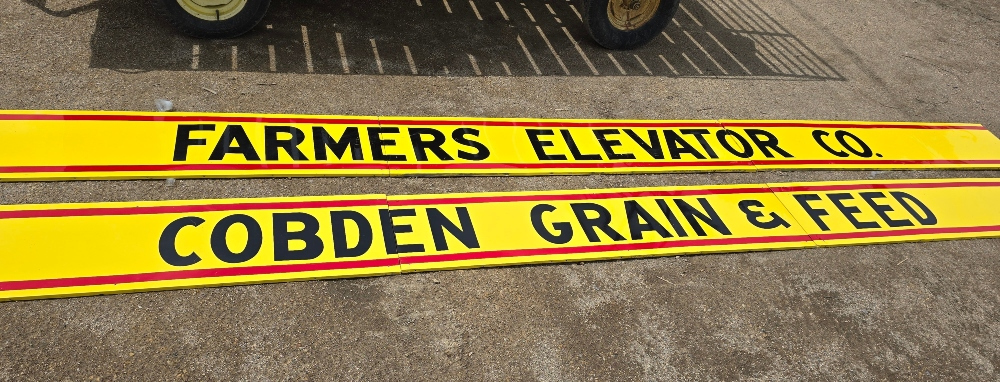 FARMERS ELEVATOR CO.
COBDEN GRAIN & FEED